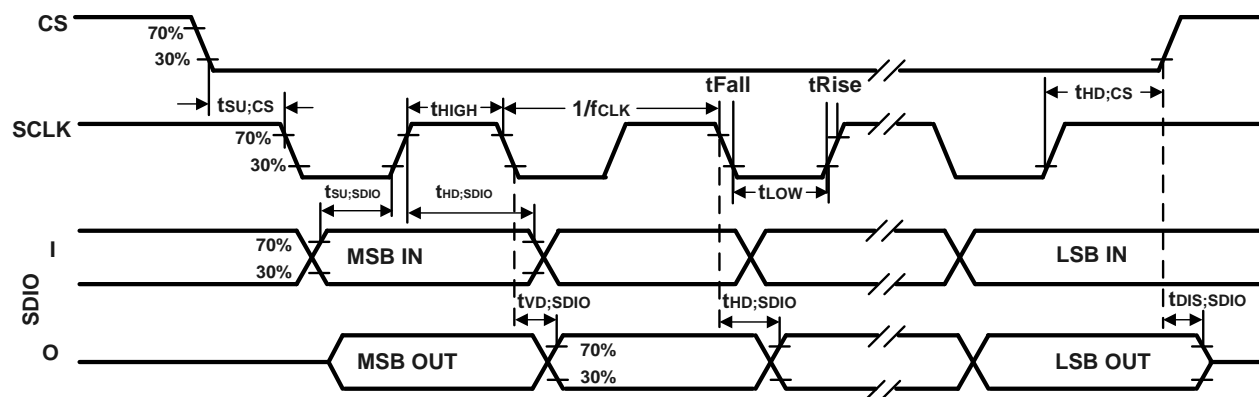 CS
70%
30%
tSU;CS
tHIGH
1/fCLK
tFall
tRise
tHD;CS
SCLK
70%
30%
tLOW
tSU;SDIO
tHD;SDIO
SDIO
I
70%
30%
MSB IN
LSB IN
tVD;SDIO
tHD;SDIO
tDIS;SDIO
O
MSB OUT
70%
30%
LSB OUT